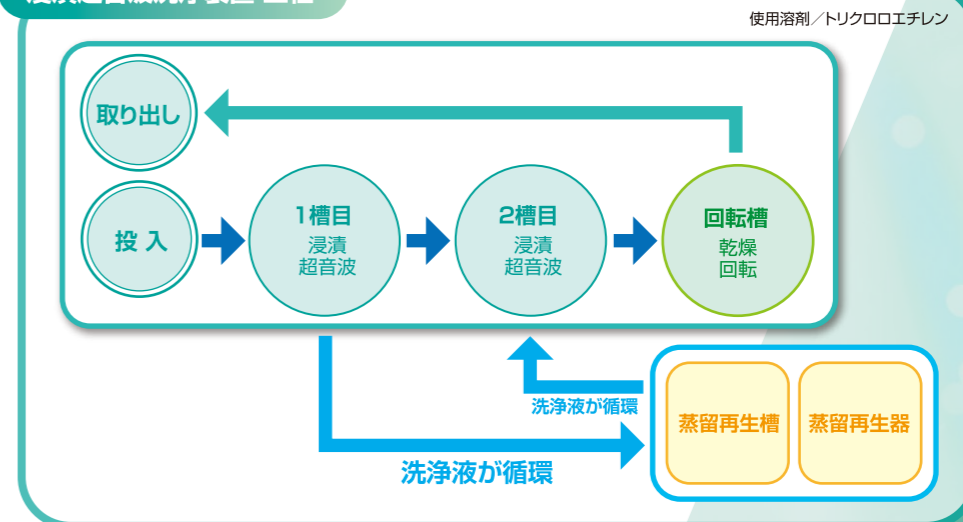 使用溶剤／トリクロロエチレン
取り出し
投 入
1槽目
浸漬
超音波
2槽目
浸漬
超音波
回転槽
乾燥
回転
洗浄液が循環
蒸留再生槽
蒸留再生器
洗浄液が循環